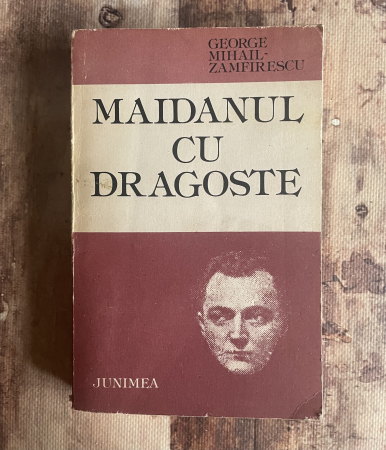 GEORGE
MIHAIL-
ZAMFIRESCU
MAIDANUL
CU
DRAGOSTE
JUNIMEA